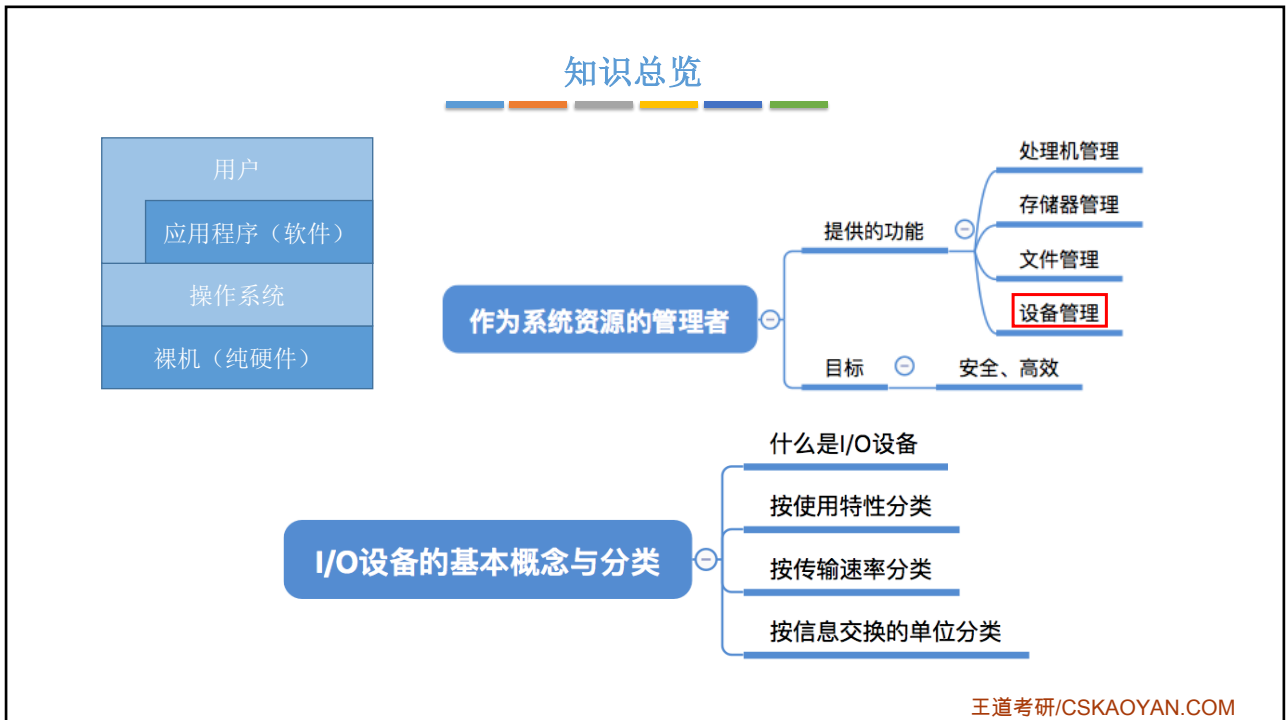 知识总览
用户
应用程序（软件）
操作系统
裸机（纯硬件）
作为系统资源的管理者
提供的功能
处理机管理
存储器管理
文件管理
设备管理
目标
安全、高效
I/O设备的基本概念与分类
什么是I/O设备
按使用特性分类
按传输速率分类
按信息交换的单位分类
王道考研/CSKAOYAN.COM